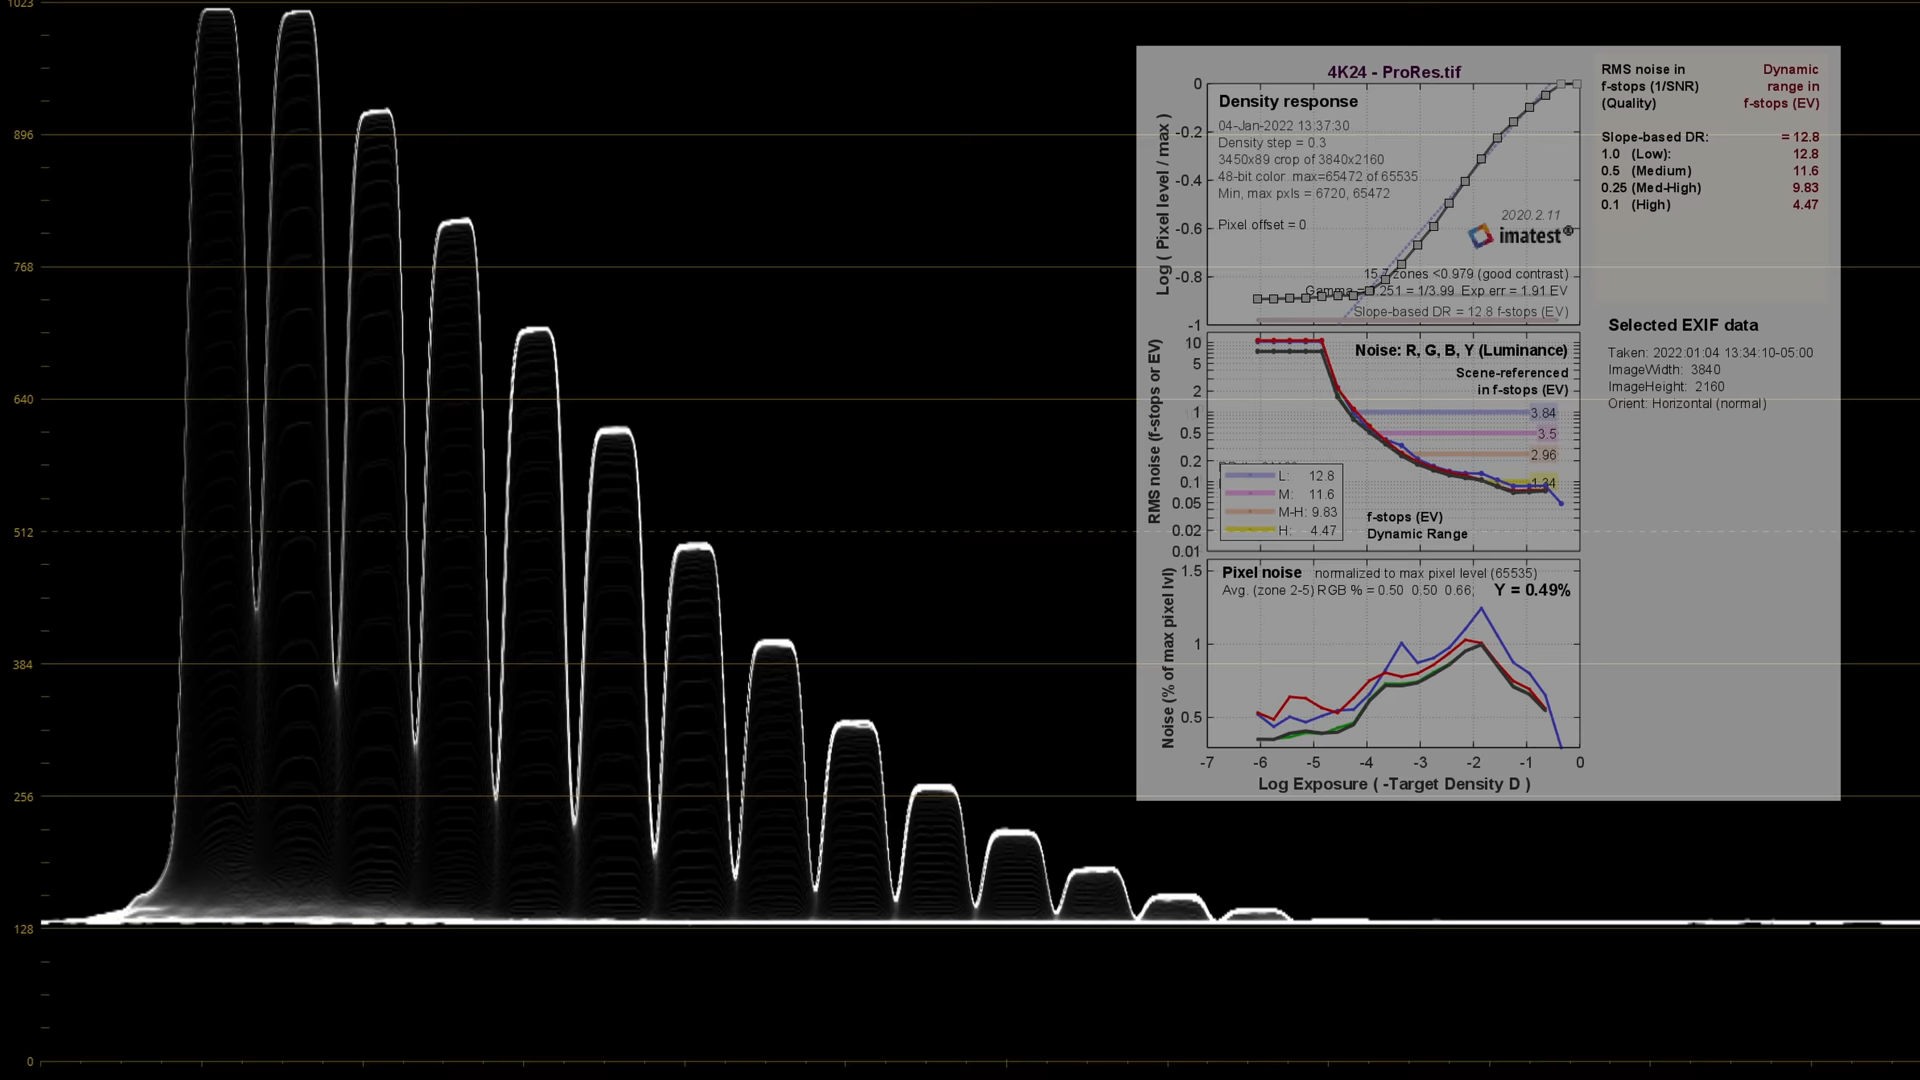 1023
896
768
640
512
384
256
128
0
4K24 - ProRes.tif
Density response
04-Jan-2022 13:37:30
Density step = 0.3
3450x89 crop of 3840x2160
48-bit color max=65472 of 65535
Min, max pxls = 6720, 65472
Pixel offset = 0
2020.2.11
imatest®
zones <0.979 (good contrast)
= 1/3.99 Exp err = 1.91 EV
Slope-based DR = 12.8 f-stops (EV)
Log ( Pixel level / max )
0
-0.2
-0.4
-0.6
-0.8
-1
Noise: R, G, B, Y (Luminance)
Scene-referenced
in f-stops (EV)
3.84
3.5
2.96
1.34
L: 12.8
M: 11.6
M-H: 9.83
H: 4.47
f-stops (EV)
Dynamic Range
RMS noise (f-stops or EV)
10
5
2
1
0.5
0.2
0.1
0.05
0.02
0.01
Pixel noise normalized to max pixel level (65535)
Avg. (zone 2-5) RGB % = 0.50 0.50 0.66; Y = 0.49%
Noise (% of max pixel lvl)
1.5
1
0.5
-7 -6 -5 -4 -3 -2 -1 0
Log Exposure ( -Target Density D )
RMS noise in Dynamic
f-stops (1/SNR) range in
(Quality) f-stops (EV)
Slope-based DR: = 12.8
1.0 (Low): 12.8
0.5 (Medium) 11.6
0.25 (Med-High) 9.83
0.1 (High) 4.47
Selected EXIF data
Taken: 2022:01:04 13:34:10-05:00
ImageWidth: 3840
ImageHeight: 2160
Orient: Horizontal (normal)